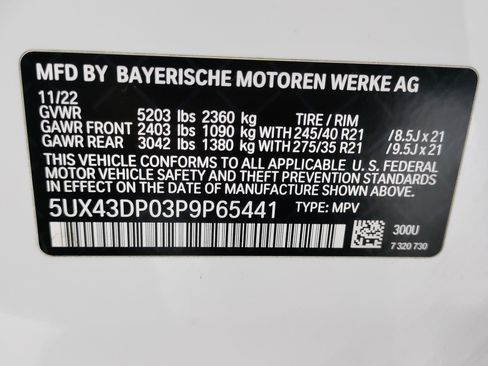 MFD BY BAYERISCHE MOTOREN WERKE AG
11/22
GVWR 5203 lbs 2360 kg TIRE / RIM
GAWR FRONT 2403 lbs 1090 kg WITH 245/40 R21 / 8.5J x 21
GAWR REAR 3042 lbs 1380 kg WITH 275/35 R21 / 9.5J x 21
THIS VEHICLE CONFORMS TO ALL APPLICABLE U. S. FEDERAL
MOTOR VEHICLE SAFETY AND THEFT PREVENTION STANDARDS
IN EFFECT ON THE DATE OF MANUFACTURE SHOWN ABOVE.
5UX43DP03P9P65441 TYPE: MPV
300U
7 320 730